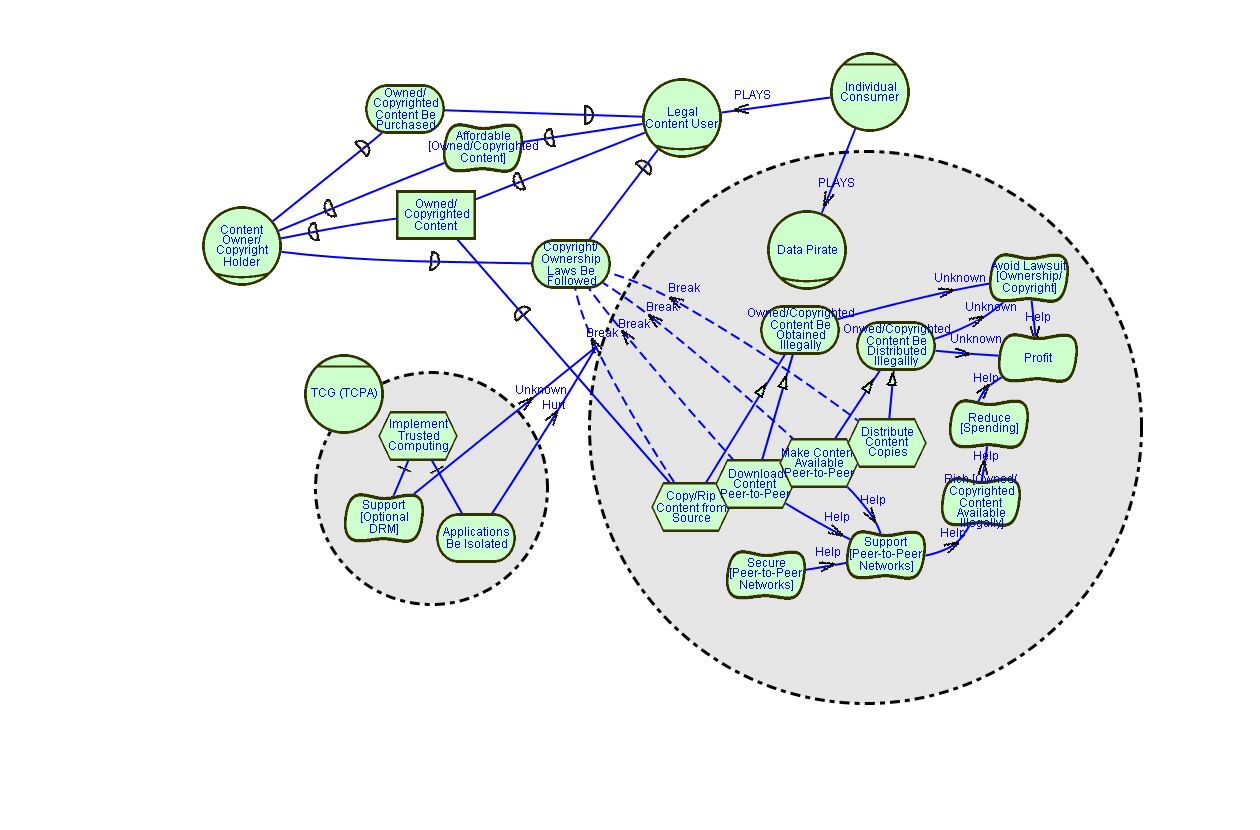 Individual
Consumer
PLAYS
Owned/
Copyrighted
Content Be
Purchased
Legal
Content User
Affordable
[Owned/Copyrighted
Content]
PLAYS
Owned/
Copyrighted
Content
Content
Owner/
Copyright
Holder
Copyright/
Ownership
Laws Be
Followed
Data Pirate
Avoid Lawsuit
[Ownership/
Copyright]
Unknown
Break
Break
Break
Break
Owned/Copyrighted
Content Be
Obtained
Illegally
Unknown
Help
Onwed/Copyrighted
Content Be
Distributed
Illegallly
Unknown
Profit
TCG (TCPA)
Unknown
Hurt
Help
Implement
Trusted
Computing
Reduce
[Spending]
Distribute
Content
Copies
Help
Make Content
Available
Peer-to-Peer
Download
Content
Peer-to-Peer
Rich [Owned/
Copyrighted
Content
Available
Illegally]
Copy/Rip
Content from
Source
Help
Help
Help
Support
[Optional
DRM]
Applications
Be Isolated
Support
[Peer-to-Peer
Networks]
Help
Secure
[Peer-to-Peer
Networks]